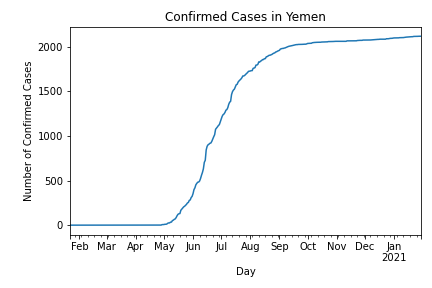 Confirmed Cases in Yemen
Number of Confirmed Cases
2000
1500
1000
500
0
Feb Mar Apr May Jun Jul Aug Sep Oct Nov Dec Jan
2021
Day